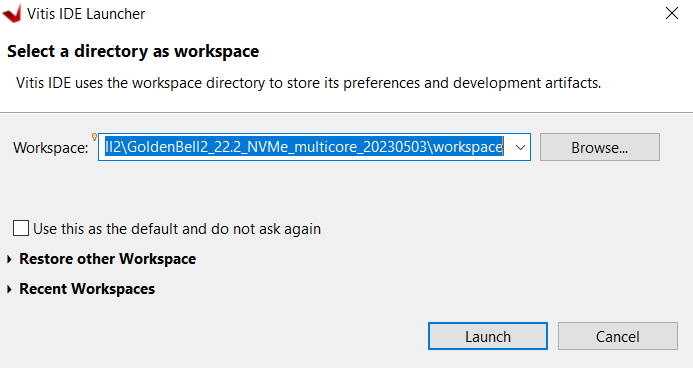 Vitis IDE Launcher
Select a directory as workspace
Vitis IDE uses the workspace directory to store its preferences and development artifacts.
Workspace: ll2\GoldenBell2_22.2_NVMe_multicore_20230503\workspace Browse...
Use this as the default and do not ask again
Restore other Workspace
Recent Workspaces
Launch Cancel